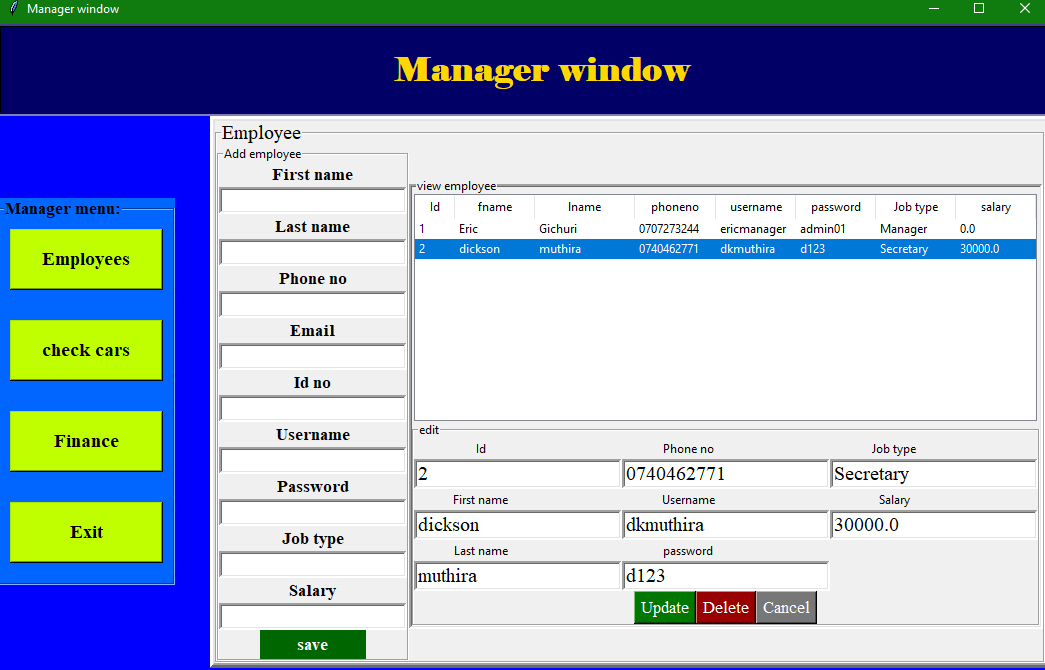 Manager window
Manager window
Manager menu:
Employees
check cars
Finance
Exit
Employee
Add employee
First name
Last name
Phone no
Email
Id no
Username
Password
Job type
Salary
save
view employee
Id fname lname phoneno username password Job type salary
1 Eric Gichuri 0707273244 ericmanager admin01 Manager 0.0
2 dickson muthira 0740462771 dkmuthira d123 Secretary 30000.0
edit
Id Phone no Job type
2 0740462771 Secretary
First name Username Salary
dickson dkmuthira 30000.0
Last name password
muthira d123
Update Delete Cancel